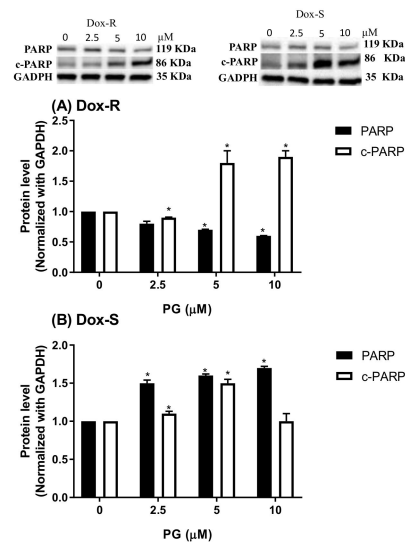 Dox-R
0 2.5 5 10 μM
PARP 119 KDa
c-PARP 86 KDa
GADPH 35 KDa
Dox-S
0 2.5 5 10 μM
PARP 119 KDa
c-PARP 86 KDa
GADPH 35 KDa
(A) Dox-R
Protein level
(Normalized with GAPDH)
2.5
2.0
1.5
1.0
0.5
0.0
* * * * *
0 2.5 5 10
PG (μM)
PARP
c-PARP
(B) Dox-S
Protein level
(Normalized with GAPDH)
2.0
1.5
1.0
0.5
0.0
* * * * *
0 2.5 5 10
PG (μM)
PARP
c-PARP